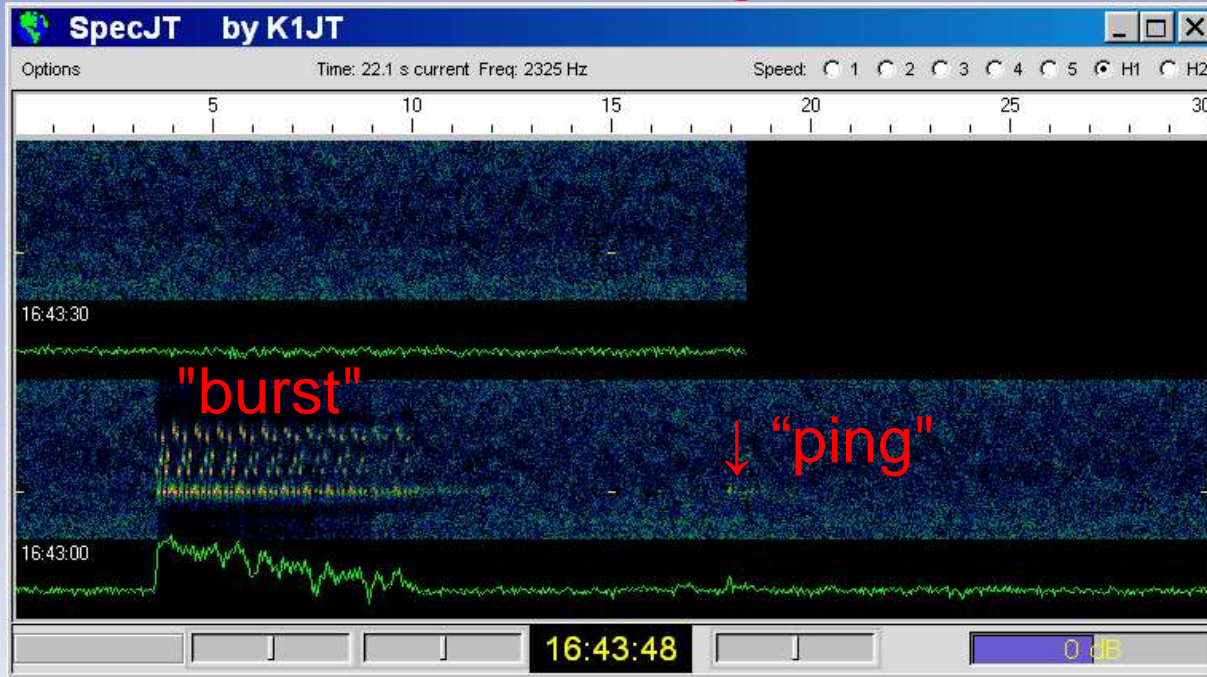 SpecJT by K1JT
Options Time: 22.1 s current Freq: 2325 Hz Speed: 1 2 3 4 5 H1 H2
5 10 15 20 25 30
16:43:30
"burst"
↓ “ping"
16:43:00
16:43:48 0 dB